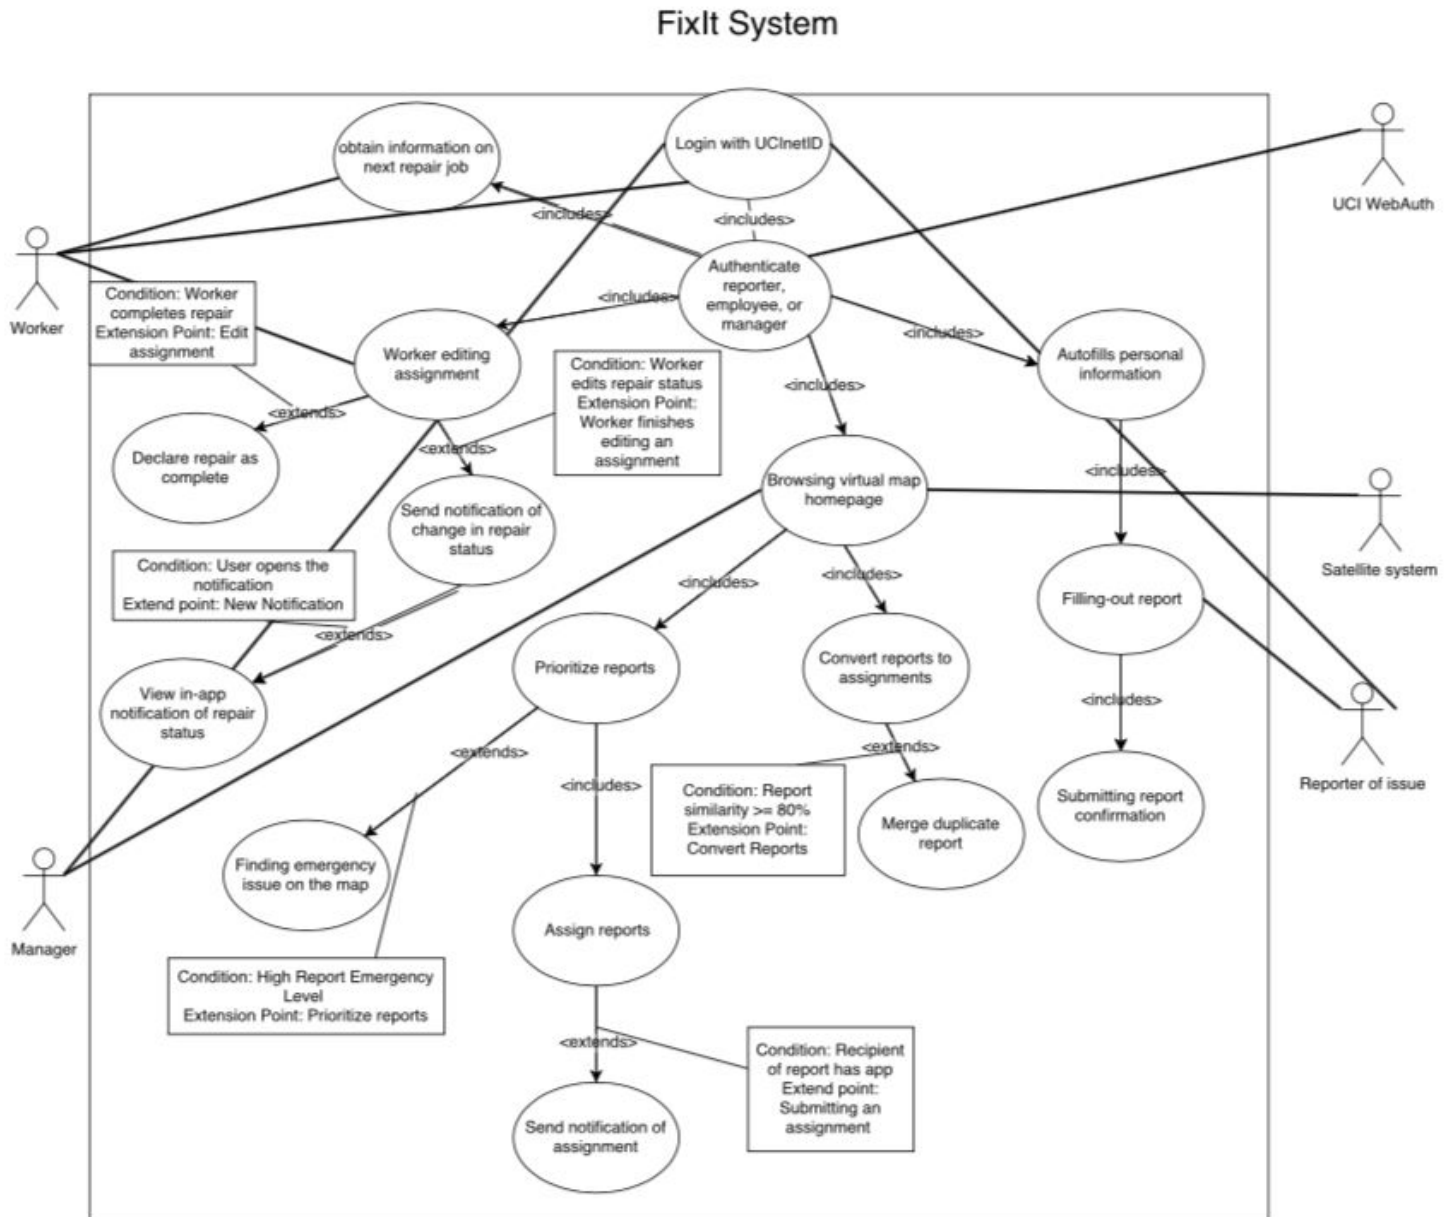 FixIt System
obtain information on
next repair job
Login with UCInetID
UCI WebAuth
<includes>
<includes>
Worker
Authenticate
reporter,
employee, or
manager
Condition: Worker
completes repair
Extension Point: Edit
assignment
<includes>
<includes>
Worker editing
assignment
Condition: Worker
edits repair status
Extension Point:
Worker finishes
editing an
assignment
<includes>
Autofills personal
information
<extends>
<extends>
Declare repair as
complete
Browsing virtual map
homepage
<includes>
Satellite system
Send notification of
change in repair
status
Condition: User opens the
notification
Extend point: New Notification
<extends>
<includes>
<includes>
Filling-out report
View in-app
notification of repair
status
Prioritize reports
Convert reports to
assignments
<includes>
Reporter of issue
<extends>
<includes>
<extends>
Condition: Report
similarity >= 80%
Extension Point:
Convert Reports
Merge duplicate
report
Submitting report
confirmation
Manager
Finding emergency
issue on the map
Assign reports
Condition: High Report Emergency
Level
Extension Point: Prioritize reports
<extends>
Condition: Recipient
of report has app
Extend point:
Submitting an
assignment
Send notification of
assignment